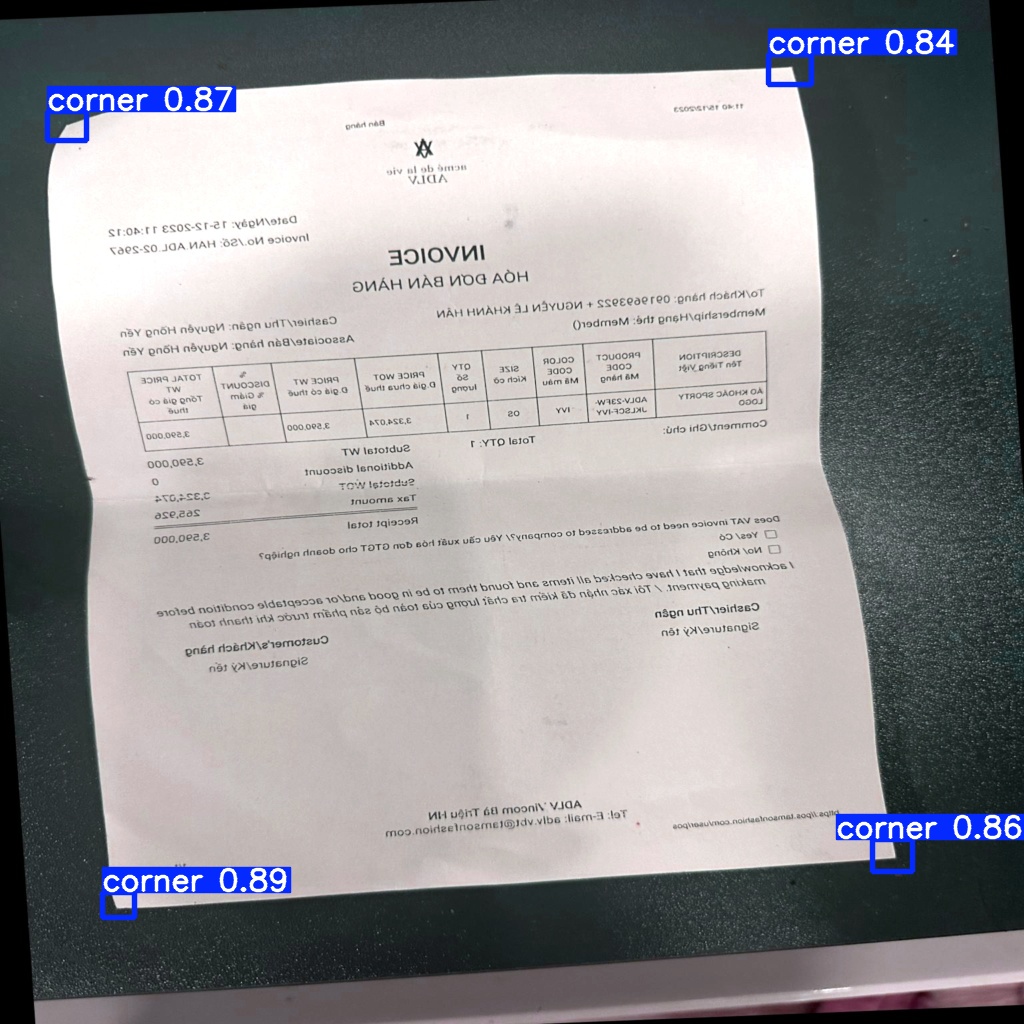 corner 0.84
corner 0.87
11:40 15/12/2023
Bán hàng
acmé de la vie
ADLV
Date/Ngày: 15-12-2023 11:40:12
Invoice No./Số: HAN ADL.02-2967
INVOICE
HÓA ĐƠN BÁN HÀNG
To/Khách hàng: 0919693922 + NGUYỄN LÊ KHÁNH HÂN
Cashier/Thu ngân: Nguyễn Hồng Yến
Membership/Hạng thẻ: Member()
Associate/Bán hàng: Nguyễn Hồng Yến
DESCRIPTION Tên Tiếng Việt
PRODUCT CODE Mã hàng
COLOR CODE Mã màu
SIZE Kích cỡ
QTY Số lượng
PRICE WOT Đ.giá chưa thuế
PRICE WT Đ.giá có thuế
% DISCOUNT % Giảm giá
TOTAL PRICE WT Tổng giá có thuế
ÁO KHOÁC SPORTY LOGO
ADLV-23FW-JKLSCF-IVY
IVY
OS
1
3,324,074
3,590,000
3,590,000
Comment/Ghi chú:
Total QTY: 1
Subtotal WT 3,590,000
Additional discount 0
Subtotal WOT 3,324,074
Tax amount 265,926
Receipt total 3,590,000
Does VAT invoice need to be addressed to company?/ Yêu cầu xuất hóa đơn GTGT cho doanh nghiệp?
Yes/ Có
No/ Không
I acknowledge that I have checked all items and found them to be in good and/or acceptable condition before
making payment. / Tôi xác nhận đã kiểm tra chất lượng của toàn bộ sản phẩm trước khi thanh toán
Cashier/Thu ngân
Signature/Ký tên
Customer's/Khách hàng
Signature/Ký tên
ADLV Vincom Bà Triệu HN
Tel: E-mail: adlv.vbt@tamsonfashion.com
corner 0.86
corner 0.89